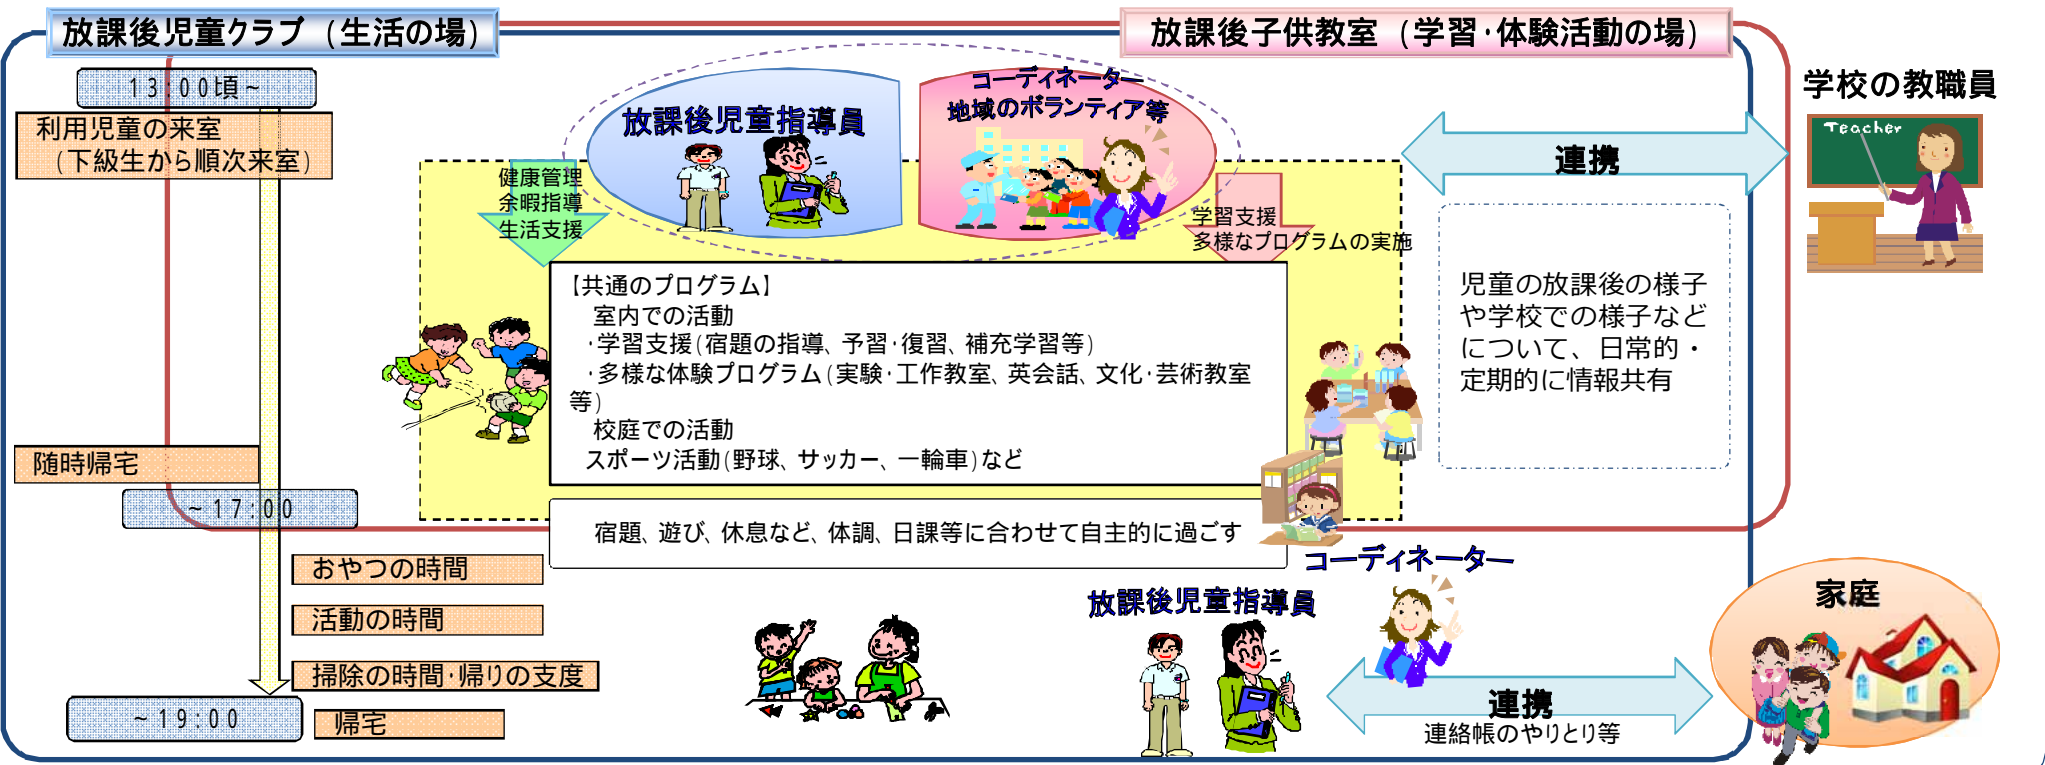 放課後児童クラブ (生活の場)
放課後子供教室 (学習･体験活動の場)
13:00頃～
利用児童の来室
(下級生から順次来室)
放課後児童指導員
コーディネーター
地域のボランティア等
健康管理
余暇指導
生活支援
学習支援
多様なプログラムの実施
連携
学校の教職員
Teacher
児童の放課後の様子
や学校での様子など
について、日常的・
定期的に情報共有
【共通のプログラム】
室内での活動
･学習支援(宿題の指導、予習･復習、補充学習等)
･多様な体験プログラム(実験･工作教室、英会話、文化･芸術教室
等)
校庭での活動
スポーツ活動(野球、サッカー、一輪車)など
随時帰宅
～17:00
宿題、遊び、休息など、体調、日課等に合わせて自主的に過ごす
おやつの時間
活動の時間
掃除の時間･帰りの支度
～19:00
帰宅
放課後児童指導員
コーディネーター
連携
連絡帳のやりとり等
家庭